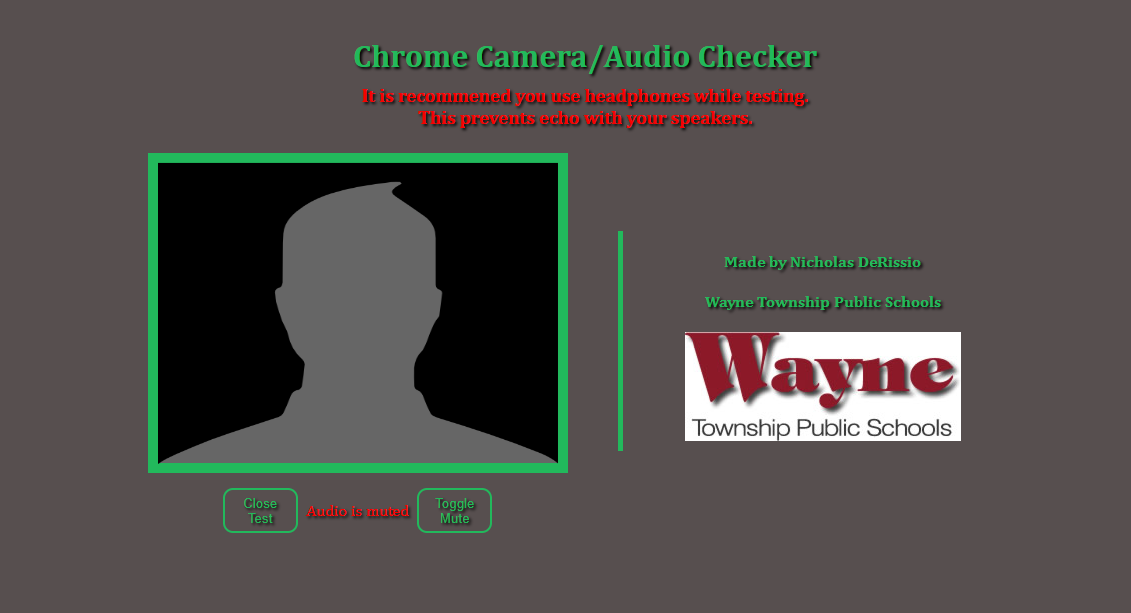 Chrome Camera/Audio Checker
It is recommened you use headphones while testing.
This prevents echo with your speakers.
Made by Nicholas DeRissio
Wayne Township Public Schools
Wayne
Township Public Schools
Close
Test
Audio is muted
Toggle
Mute